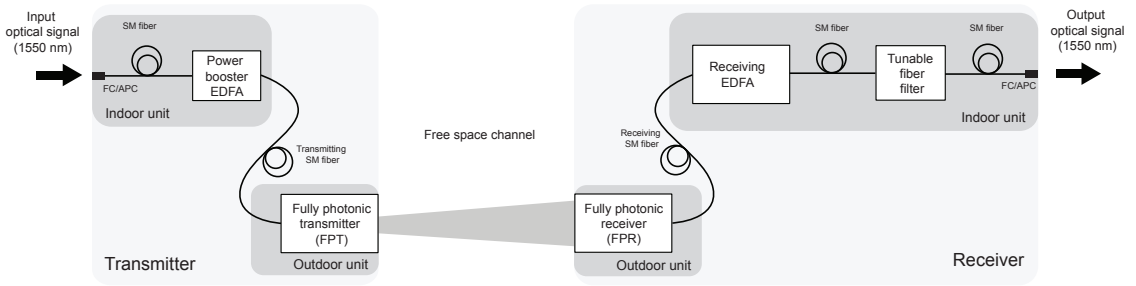 Input
optical signal
(1550 nm)
SM fiber
FC/APC
Power
booster
EDFA
Indoor unit
Transmitting
SM fiber
Fully photonic
transmitter
(FPT)
Outdoor unit
Transmitter
Free space channel
Receiving
SM fiber
Fully photonic
receiver
(FPR)
Outdoor unit
Receiving
EDFA
SM fiber
Tunable
fiber
filter
SM fiber
FC/APC
Indoor unit
Receiver
Output
optical signal
(1550 nm)